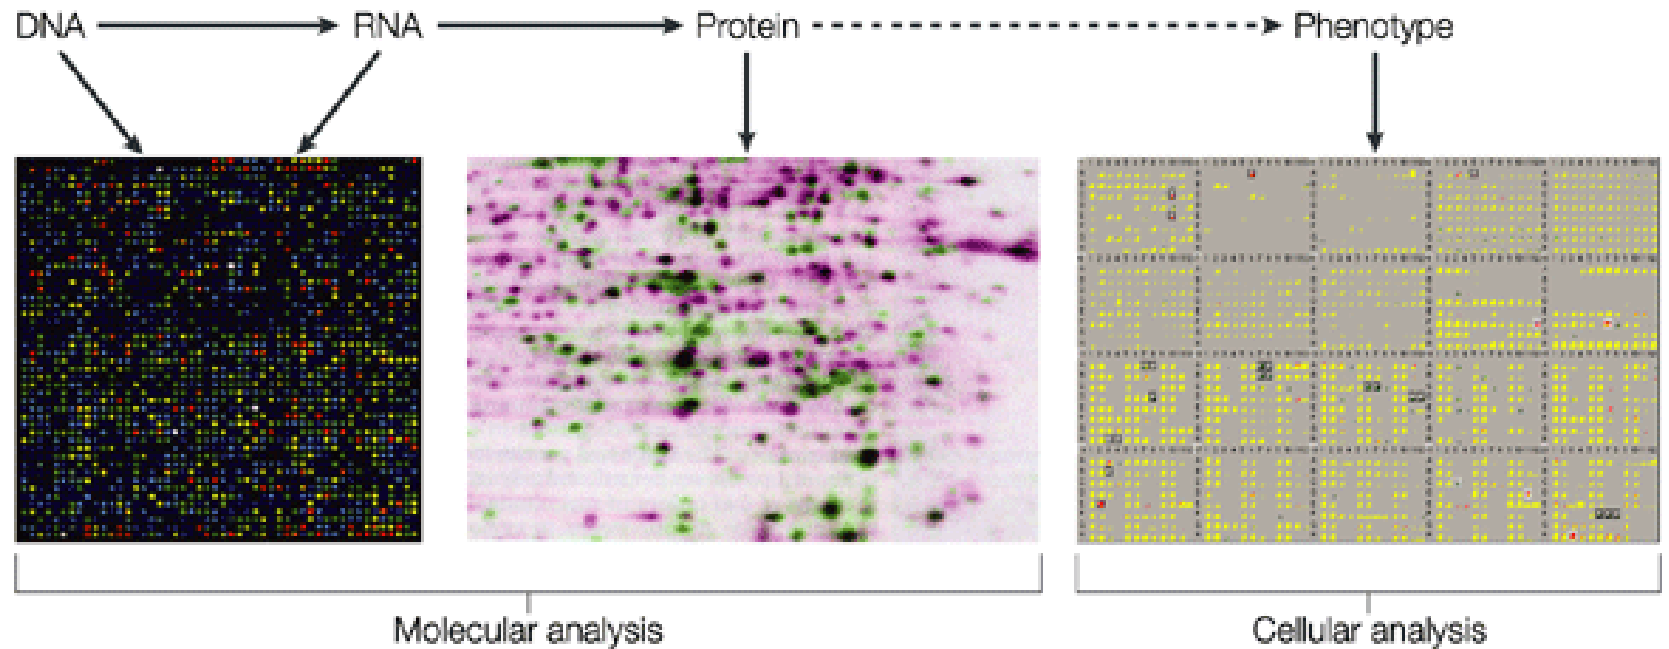 DNA RNA Protein Phenotype
Molecular analysis Cellular analysis